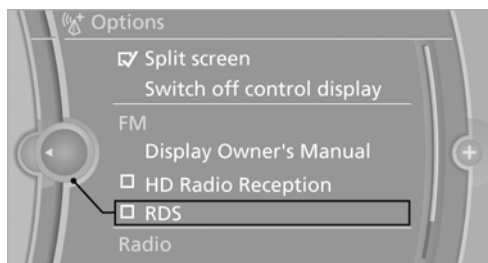 Options
Split screen
Switch off control display
FM
Display Owner's Manual
HD Radio Reception
RDS
Radio